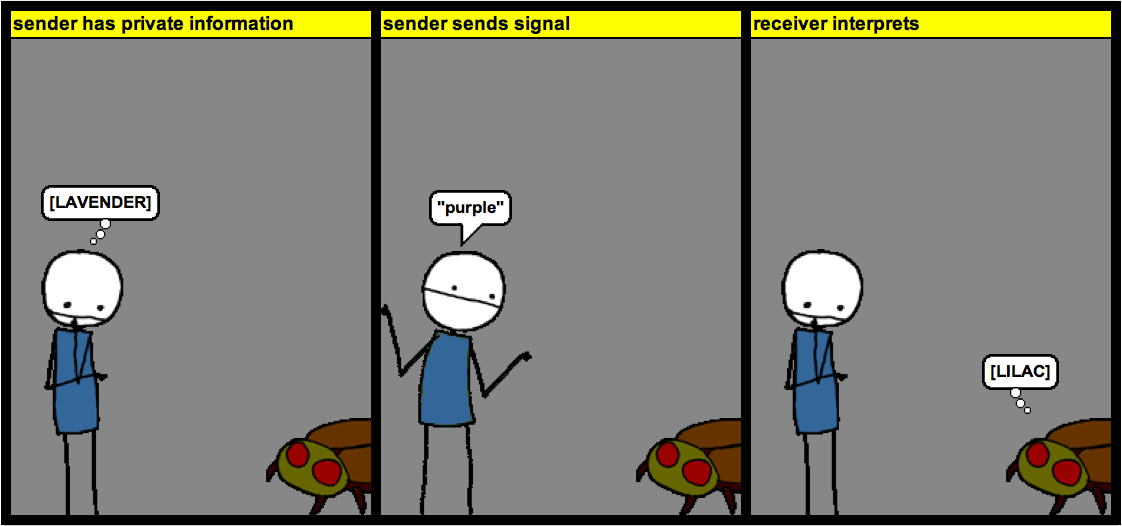 sender has private information
[LAVENDER]
sender sends signal
"purple"
receiver interprets
[LILAC]